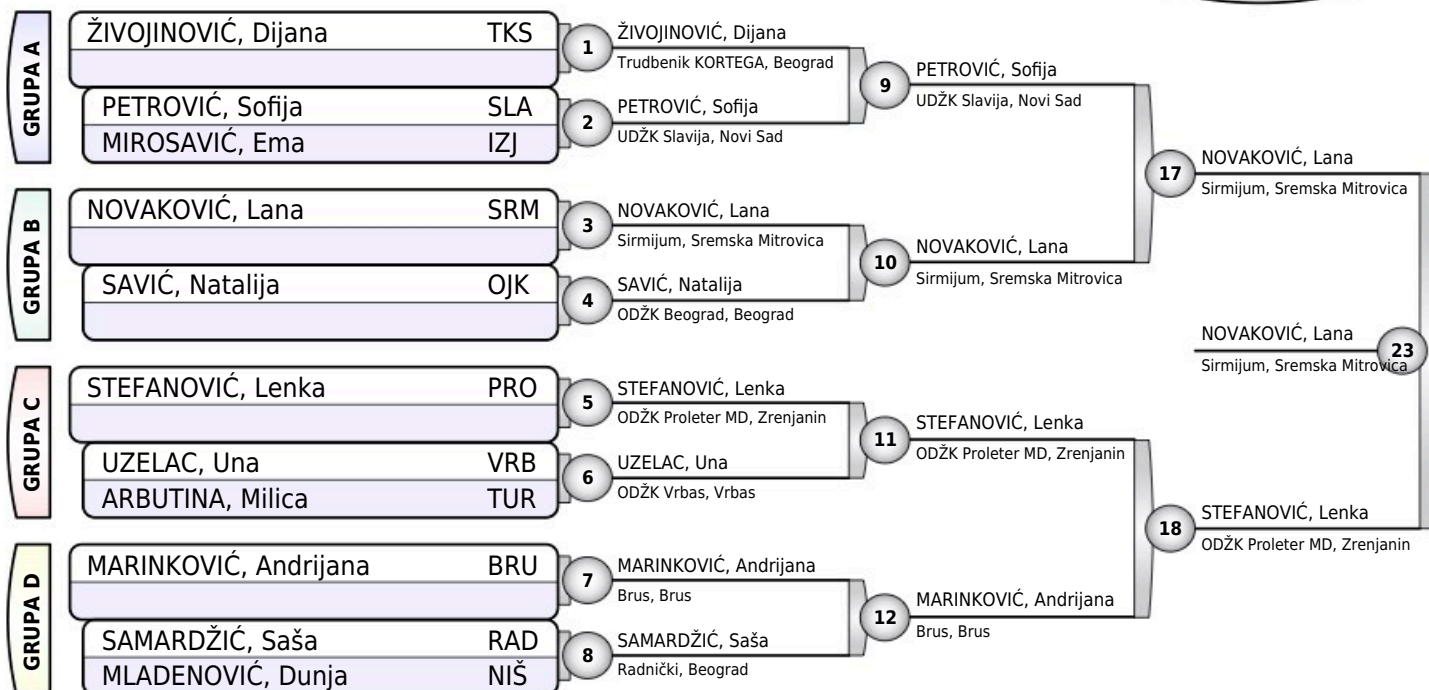 GRUPA A
ŽIVOJINOVIĆ, Dijana TKS
PETROVIĆ, Sofija SLA
MIROSAVIĆ, Ema IZJ
GRUPA B
NOVAKOVIĆ, Lana SRM
SAVIĆ, Natalija OJK
GRUPA C
STEFANOVIĆ, Lenka PRO
UZELAC, Una VRB
ARBUTINA, Milica TUR
GRUPA D
MARINKOVIĆ, Andrijana BRU
SAMARDŽIĆ, Saša RAD
MLADENOVIĆ, Dunja NIŠ
1
ŽIVOJINOVIĆ, Dijana
Trudbenik KORTEGA, Beograd
2
PETROVIĆ, Sofija
UDŽK Slavija, Novi Sad
3
NOVAKOVIĆ, Lana
Sirmijum, Sremska Mitrovica
4
SAVIĆ, Natalija
ODŽK Beograd, Beograd
5
STEFANOVIĆ, Lenka
ODŽK Proleter MD, Zrenjanin
6
UZELAC, Una
ODŽK Vrbas, Vrbas
7
MARINKOVIĆ, Andrijana
Brus, Brus
8
SAMARDŽIĆ, Saša
Radnički, Beograd
9
PETROVIĆ, Sofija
UDŽK Slavija, Novi Sad
10
NOVAKOVIĆ, Lana
Sirmijum, Sremska Mitrovica
11
STEFANOVIĆ, Lenka
ODŽK Proleter MD, Zrenjanin
12
MARINKOVIĆ, Andrijana
Brus, Brus
17
NOVAKOVIĆ, Lana
Sirmijum, Sremska Mitrovica
18
STEFANOVIĆ, Lenka
ODŽK Proleter MD, Zrenjanin
NOVAKOVIĆ, Lana
Sirmijum, Sremska Mitrovica
23